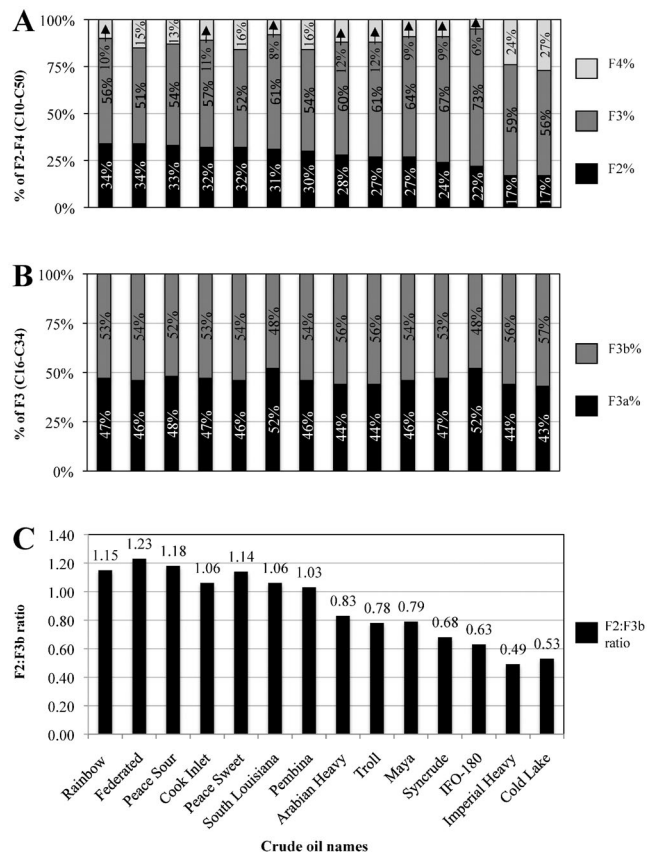 A
% of F2-F4 (C10-C50)
100%
75%
50%
25%
0%
10% 15% 13% 11% 16% 8% 16% 12% 12% 9% 9% 6% 24% 27%
56% 51% 54% 57% 52% 61% 54% 60% 61% 64% 67% 73% 59% 56%
34% 34% 33% 32% 32% 31% 30% 28% 27% 27% 24% 22% 17% 17%
F4%
F3%
F2%
B
% of F3 (C16-C34)
100%
75%
50%
25%
0%
53% 54% 52% 53% 54% 48% 54% 56% 56% 54% 53% 48% 56% 57%
47% 46% 48% 47% 46% 52% 46% 44% 44% 46% 47% 52% 44% 43%
F3b%
F3a%
C
F2:F3b ratio
1.40
1.20
1.00
0.80
0.60
0.40
0.20
0.00
1.15 1.23 1.18 1.06 1.14 1.06 1.03 0.83 0.78 0.79 0.68 0.63 0.49 0.53
F2:F3b
ratio
Rainbow
Federated
Peace Sour
Cook Inlet
Peace Sweet
South Louisiana
Pembina
Arabian Heavy
Troll
Maya
Syncrude
IFO-180
Imperial Heavy
Cold Lake
Crude oil names